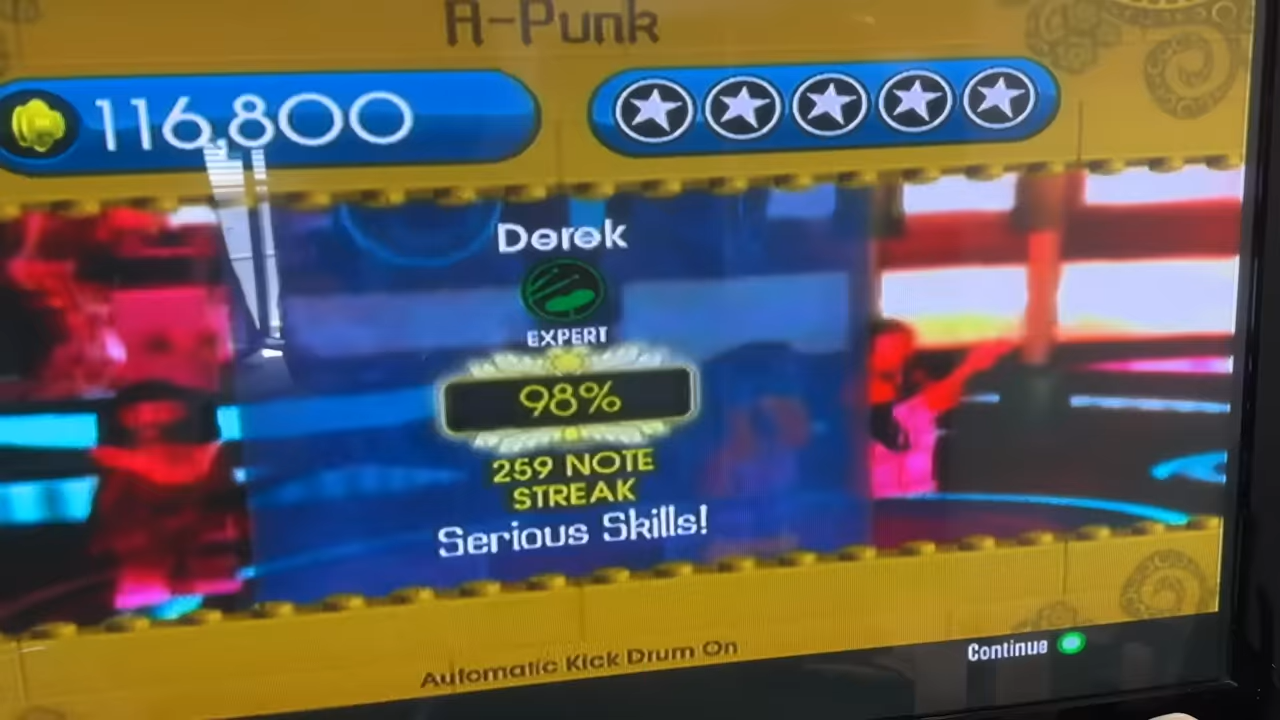 A-Punk
116,800
Derek
EXPERT
98%
259 NOTE
STREAK
Serious Skills!
Automatic Kick Drum On
Continue